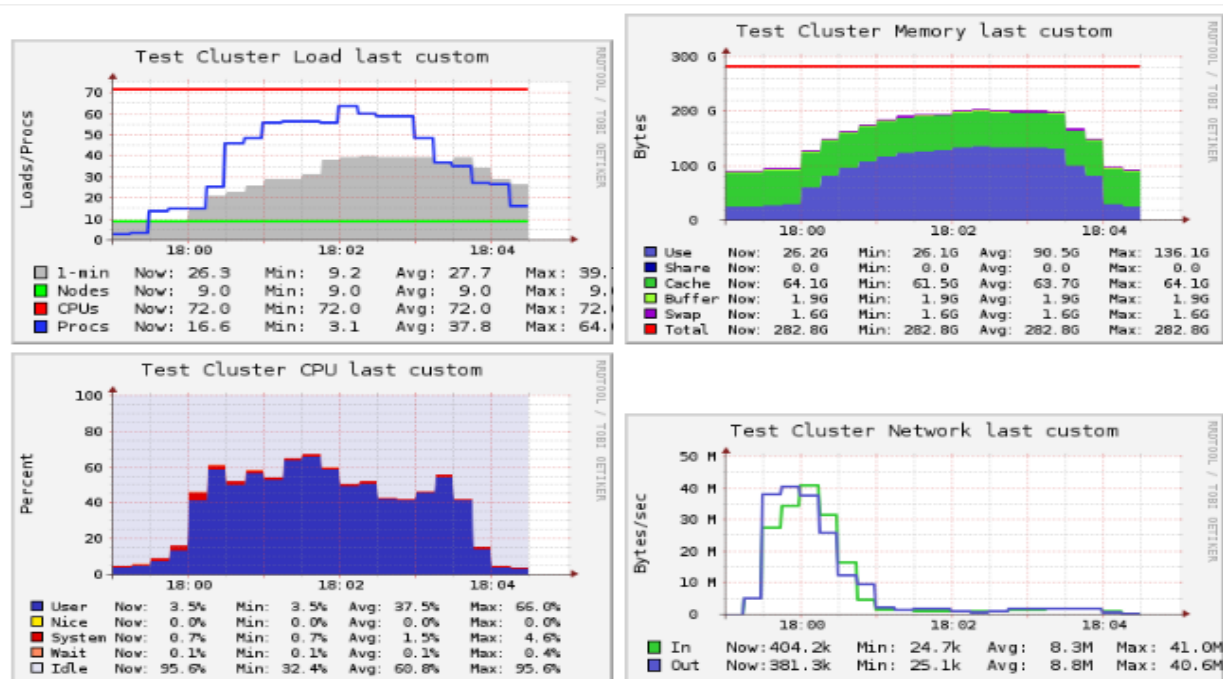 Test Cluster Load last custom
RRDTOOL / TOBI OETIKER
Loads/Procs
70
60
50
40
30
20
10
0
18:00 18:02 18:04
1-min Now: 26.3 Min: 9.2 Avg: 27.7 Max: 39.
Nodes Now: 9.0 Min: 9.0 Avg: 9.0 Max: 9.
CPUs Now: 72.0 Min: 72.0 Avg: 72.0 Max: 72.
Procs Now: 16.6 Min: 3.1 Avg: 37.8 Max: 64.
Test Cluster Memory last custom
RRDTOOL / TOBI OETIKER
Bytes
300 G
200 G
100 G
0
18:00 18:02 18:04
Use Now: 26.2G Min: 26.1G Avg: 90.5G Max: 136.1G
Share Now: 0.0 Min: 0.0 Avg: 0.0 Max: 0.0
Cache Now: 64.1G Min: 61.5G Avg: 63.7G Max: 64.1G
Buffer Now: 1.9G Min: 1.9G Avg: 1.9G Max: 1.9G
Swap Now: 1.6G Min: 1.6G Avg: 1.6G Max: 1.6G
Total Now: 282.8G Min: 282.8G Avg: 282.8G Max: 282.8G
Test Cluster CPU last custom
RRDTOOL / TOBI OETIKER
Percent
100
80
60
40
20
0
18:00 18:02 18:04
User Now: 3.5% Min: 3.5% Avg: 37.5% Max: 66.0%
Nice Now: 0.0% Min: 0.0% Avg: 0.0% Max: 0.0%
System Now: 0.7% Min: 0.7% Avg: 1.5% Max: 4.6%
Wait Now: 0.1% Min: 0.1% Avg: 0.1% Max: 0.4%
Idle Now: 95.6% Min: 32.4% Avg: 60.8% Max: 95.6%
Test Cluster Network last custom
RRDTOOL / TOBI OETIKER
Bytes/sec
50 M
40 M
30 M
20 M
10 M
0
18:00 18:02 18:04
In Now:404.2k Min: 24.7k Avg: 8.3M Max: 41.0M
Out Now:381.3k Min: 25.1k Avg: 8.8M Max: 40.6M